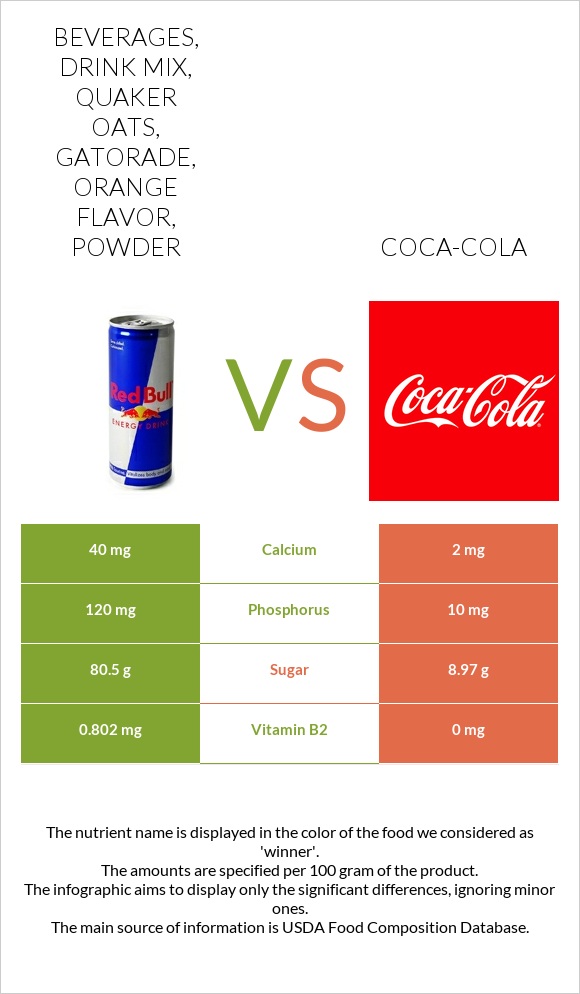 BEVERAGES,
DRINK MIX,
QUAKER
OATS,
GATORADE,
ORANGE
FLAVOR,
POWDER
COCA-COLA
RedBull
ENERGY DRINK
VS
Coca-Cola
40 mg Calcium 2 mg
120 mg Phosphorus 10 mg
80.5 g Sugar 8.97 g
0.802 mg Vitamin B2 0 mg
The nutrient name is displayed in the color of the food we considered as
'winner'.
The amounts are specified per 100 gram of the product.
The infographic aims to display only the significant differences, ignoring minor
ones.
The main source of information is USDA Food Composition Database.